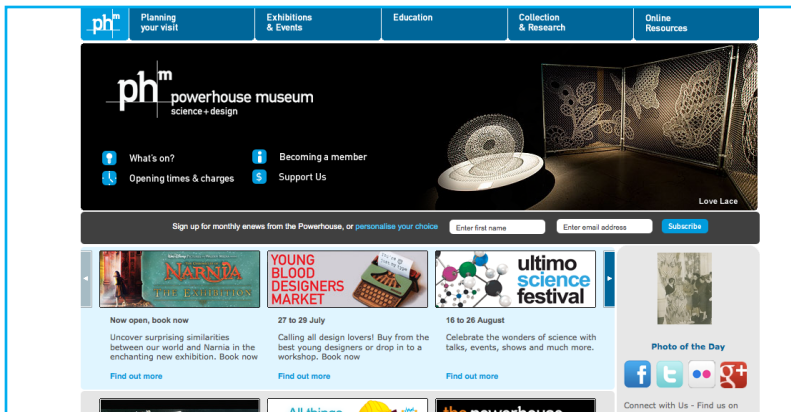 phm
Planning
your visit
Exhibitions
& Events
Education
Collection
& Research
Online
Resources
phm
powerhouse museum
science+design
What's on?
Becoming a member
Opening times & charges
$ Support Us
Love Lace
Sign up for monthly enews from the Powerhouse, or personalise your choice
Enter first name
Enter email address
Subscribe
NARNIA
THE EXHIBITION
YOUNG
BLOOD
DESIGNERS
MARKET
ultimo
science
festival
Now open, book now
Uncover surprising similarities
between our world and Narnia in the
enchanting new exhibition. Book now
Find out more
27 to 29 July
Calling all design lovers! Buy from the
best young designers or drop in to a
workshop. Book now
Find out more
16 to 26 August
Celebrate the wonders of science with
talks, events, shows and much more.
Find out more
Photo of the Day
Connect with Us - Find us on
All things
the powerhouse